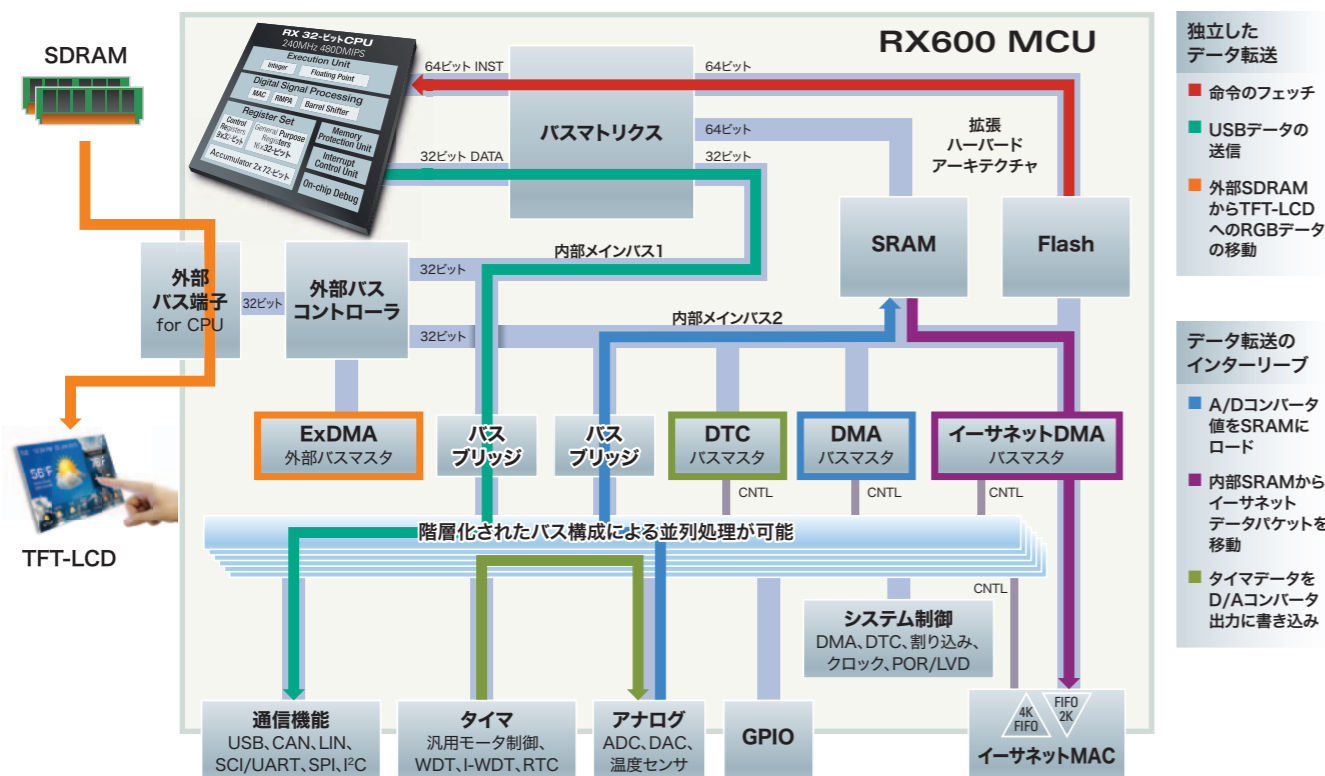 RX600 MCU
SDRAM
RX 32-ビットCPU
240MHz 480DMIPS
Execution Unit
Integer
Floating Point
Digital Signal Processing
MAC
RMPA
Barrel Shifter
Register Set
Control
Registers
9x32-ビット
General Purpose
Registers
16x32-ビット
Accumulator 2x 72-ビット
Memory
Protection Unit
Interrupt
Control Unit
On-chip Debug
64ビット INST
32ビット DATA
バスマトリクス
64ビット
64ビット
32ビット
拡張
ハーバード
アーキテクチャ
SRAM
Flash
内部メインバス1
32ビット
内部メインバス2
32ビット
外部
バス端子
for CPU
32ビット
外部バス
コントローラ
ExDMA
外部バスマスタ
バス
ブリッジ
バス
ブリッジ
DTC
バスマスタ
DMA
バスマスタ
イーサネットDMA
バスマスタ
CNTL
CNTL
CNTL
TFT-LCD
階層化されたバス構成による並列処理が可能
CNTL
システム制御
DMA、DTC、割り込み、
クロック、POR/LVD
通信機能
USB、CAN、LIN、
SCI/UART、SPI、I²C
タイマ
汎用モータ制御、
WDT、I-WDT、RTC
アナログ
ADC、DAC、
温度センサ
GPIO
4K
FIFO
FIFO
2K
イーサネットMAC
独立した
データ転送
命令のフェッチ
USBデータの
送信
外部SDRAM
からTFT-LCD
へのRGBデータ
の移動
データ転送の
インターリーブ
A/Dコンバータ
値をSRAMに
ロード
内部SRAMから
イーサネット
データパケットを
移動
タイマデータを
D/Aコンバータ
出力に書き込み
56°F